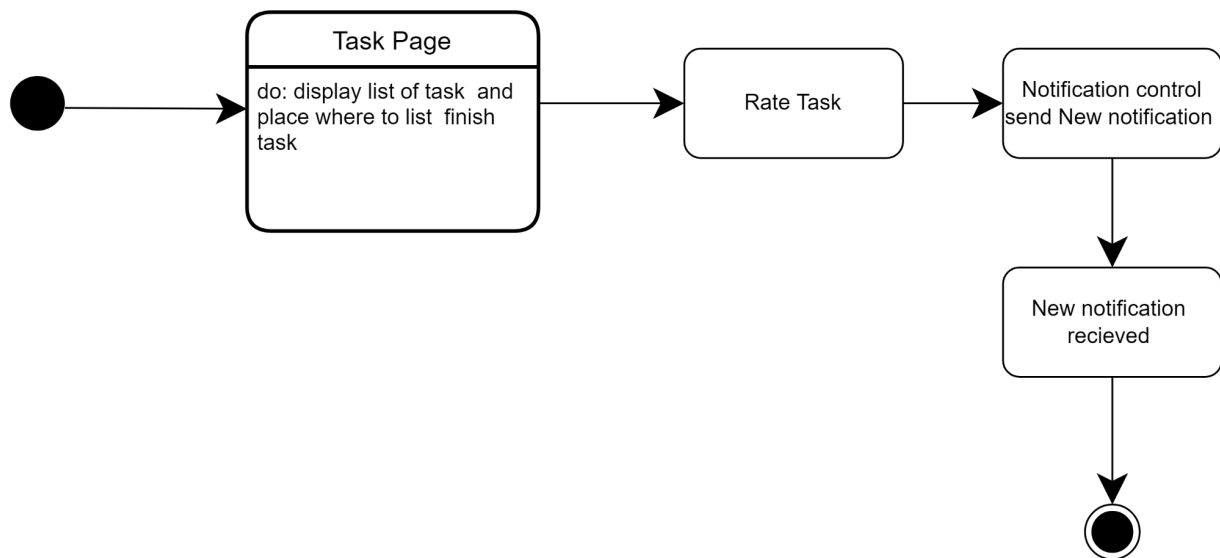 Task Page
do: display list of task  and
place where to list  finish
task
Rate Task
Notification control
send New notification
New notification
recieved